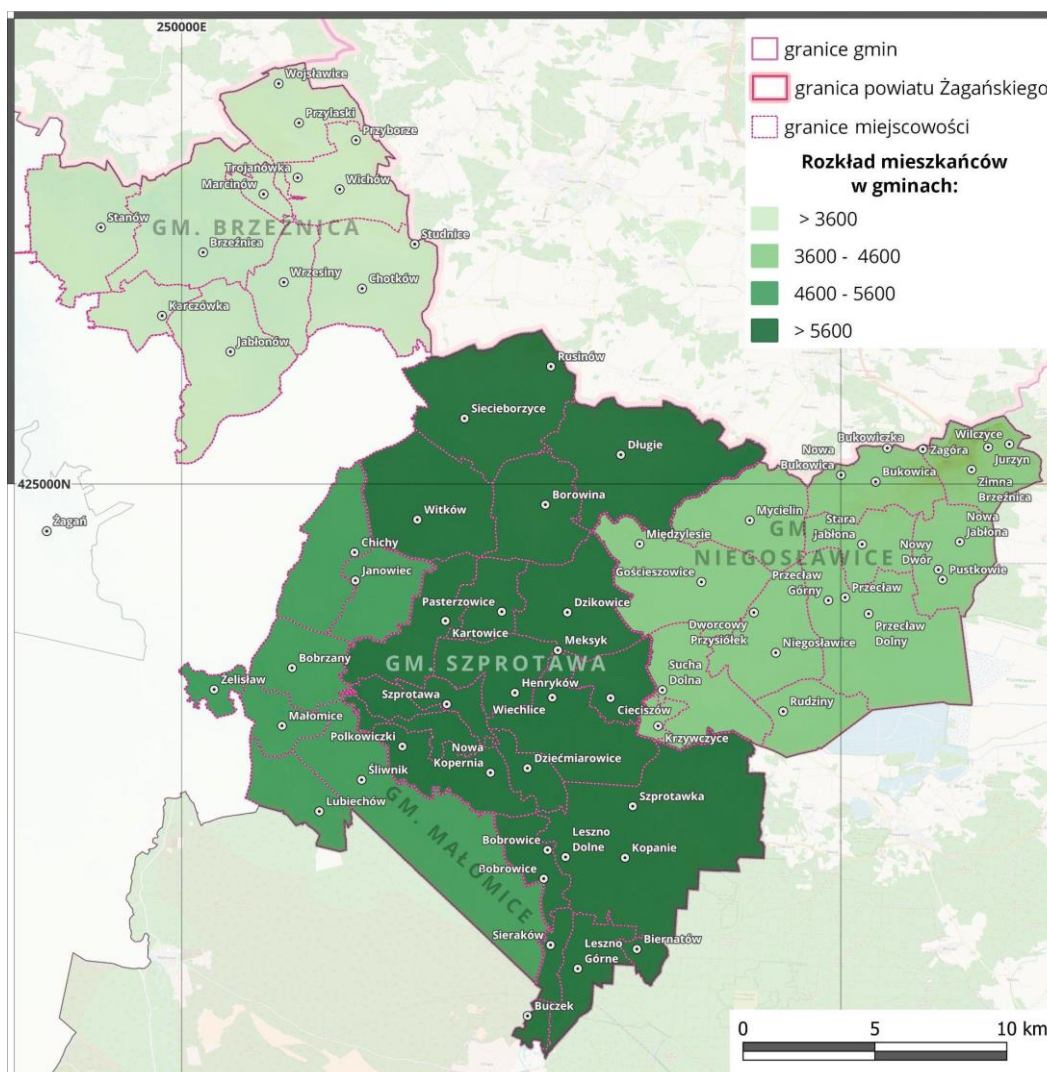 250000E
granice gmin
granica powiatu Żagańskiego
granice miejscowości
Rozkład mieszkańców
w gminach:
> 3600
3600 - 4600
4600 - 5600
> 5600
Wojsławice
Przylaski
Przyborze
Trojanówka
Marcinów
Wichów
Stanów
GM. BRZEŹNICA
Brzeźnica
Studnice
Wrzesiny
Chotków
Karczówka
Jabłonów
Rusinów
Siecieborzyce
Długie
Nowa
Bukowica
Bukowiczka
Zagóra
Bukowica
Wilczyce
Jurzyn
Zimna
Brzeźnica
425000N
Żagań
Witków
Borowina
Międzylesie
Mycielin
Stara
Jabłona
Nowa
Jabłona
GM
NIEGOSŁAWICE
Nowy
Dwór
Pustkowie
Chichy
Janowiec
Gościeszowice
Przecław
Górny
Przecław
Pasterzowice
Kartowice
Dzikowice
Dworcowy
Przysiółek
Przecław
Dolny
Meksyk
Niegosławice
GM. SZPROTAWA
Bobrzany
Żelisław
Sucha
Dolna
Henryków
Szprotawa
Wiechlice
Cieciszów
Rudziny
Małomice
Krzywczyce
Polkowiczki
Nowa
Kopernia
Dziećmiarowice
Śliwnik
Lubiechów
GM. MAŁOMICE
Szprotawka
Bobrowice
Leszno
Dolne
Kopanie
Bobrowice
Sieraków
Leszno
Górne
Biernatów
Buczek
0 5 10 km